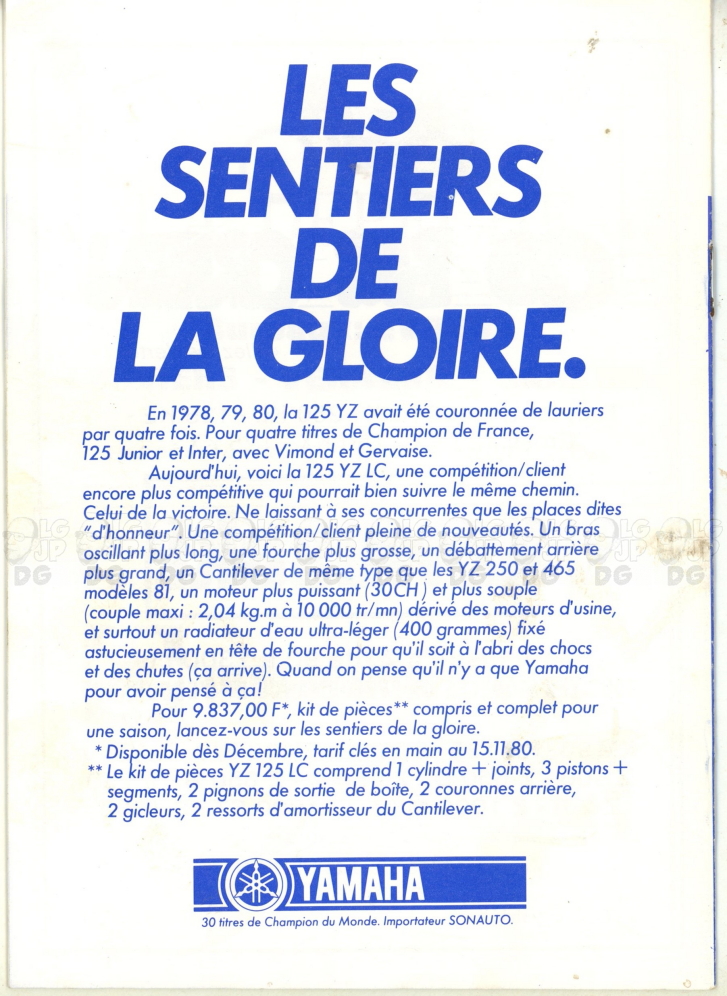 LES
SENTIERS
DE
LA GLOIRE.
En 1978, 79, 80, la 125 YZ avait été couronnée de lauriers
par quatre fois. Pour quatre titres de Champion de France,
125 Junior et Inter, avec Vimond et Gervaise.
Aujourd'hui, voici la 125 YZ LC, une compétition/client
encore plus compétitive qui pourrait bien suivre le même chemin.
Celui de la victoire. Ne laissant à ses concurrentes que les places dites
"d'honneur". Une compétition/client pleine de nouveautés. Un bras
oscillant plus long, une fourche plus grosse, un débattement arrière
plus grand, un Cantilever de même type que les YZ 250 et 465
modèles 81, un moteur plus puissant (30 CH) et plus souple
(couple maxi : 2,04 kg.m à 10 000 tr/mn) dérivé des moteurs d'usine,
et surtout un radiateur d'eau ultra-léger (400 grammes) fixé
astucieusement en tête de fourche pour qu'il soit à l'abri des chocs
et des chutes (ça arrive). Quand on pense qu'il n'y a que Yamaha
pour avoir pensé à ça!
Pour 9.837,00 F*, kit de pièces** compris et complet pour
une saison, lancez-vous sur les sentiers de la gloire.
* Disponible dès Décembre, tarif clés en main au 15.11.80.
** Le kit de pièces YZ 125 LC comprend 1 cylindre + joints, 3 pistons +
segments, 2 pignons de sortie de boîte, 2 couronnes arrière,
2 gicleurs, 2 ressorts d'amortisseur du Cantilever.
YAMAHA
30 titres de Champion du Monde. Importateur SONAUTO.